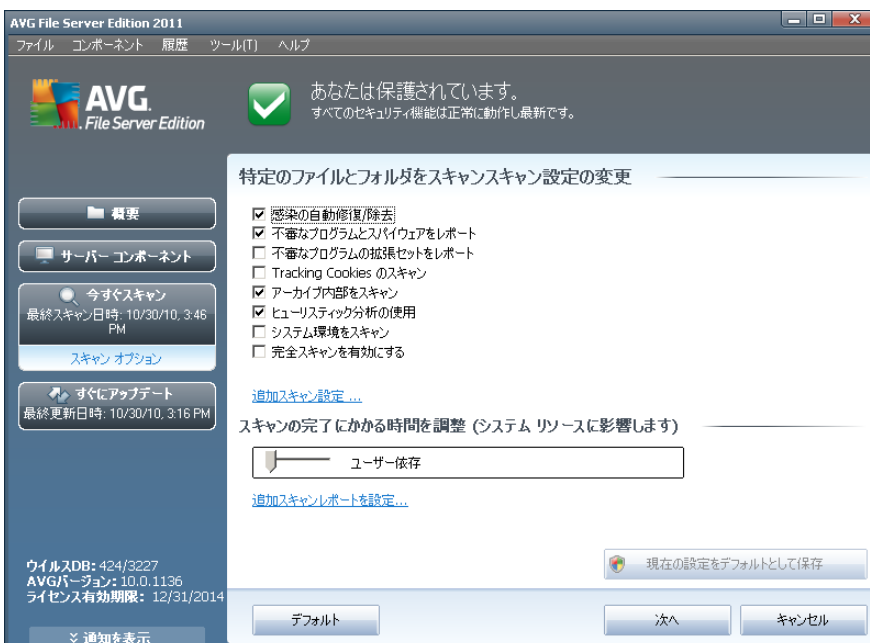 AVG File Server Edition 2011
ファイル コンポーネント 履歴 ツール(T) ヘルプ
AVG.
File Server Edition
あなたは保護されています。
すべてのセキュリティ機能は正常に動作し最新です。
特定のファイルとフォルダをスキャンスキャン設定の変更
概要
サーバー コンポーネント
今すぐスキャン
最終スキャン日時: 10/30/10, 3:46
PM
スキャン オプション
すぐにアップデート
最終更新日時: 10/30/10, 3:16 PM
感染の自動修復/除去
不審なプログラムとスパイウェアをレポート
不審なプログラムの拡張セットをレポート
Tracking Cookies のスキャン
アーカイブ内部をスキャン
ヒューリスティック分析の使用
システム環境をスキャン
完全スキャンを有効にする
追加スキャン設定 ...
スキャンの完了にかかる時間を調整 (システム リソースに影響します)
ユーザー依存
追加スキャンレポートを設定...
現在の設定をデフォルトとして保存
ウイルスDB: 424/3227
AVGバージョン: 10.0.1136
ライセンス有効期限: 12/31/2014
通知を表示
デフォルト
次へ
キャンセル